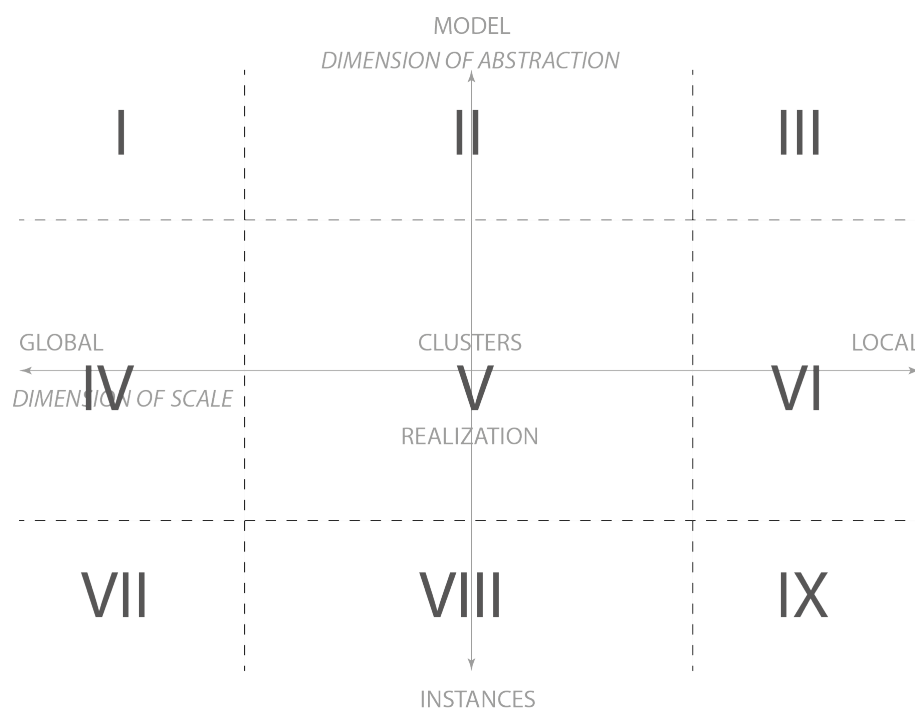 MODEL
DIMENSION OF ABSTRACTION
I II III
GLOBAL CLUSTERS LOCAL
IV V VI
DIMENSION OF SCALE
REALIZATION
VII VIII IX
INSTANCES